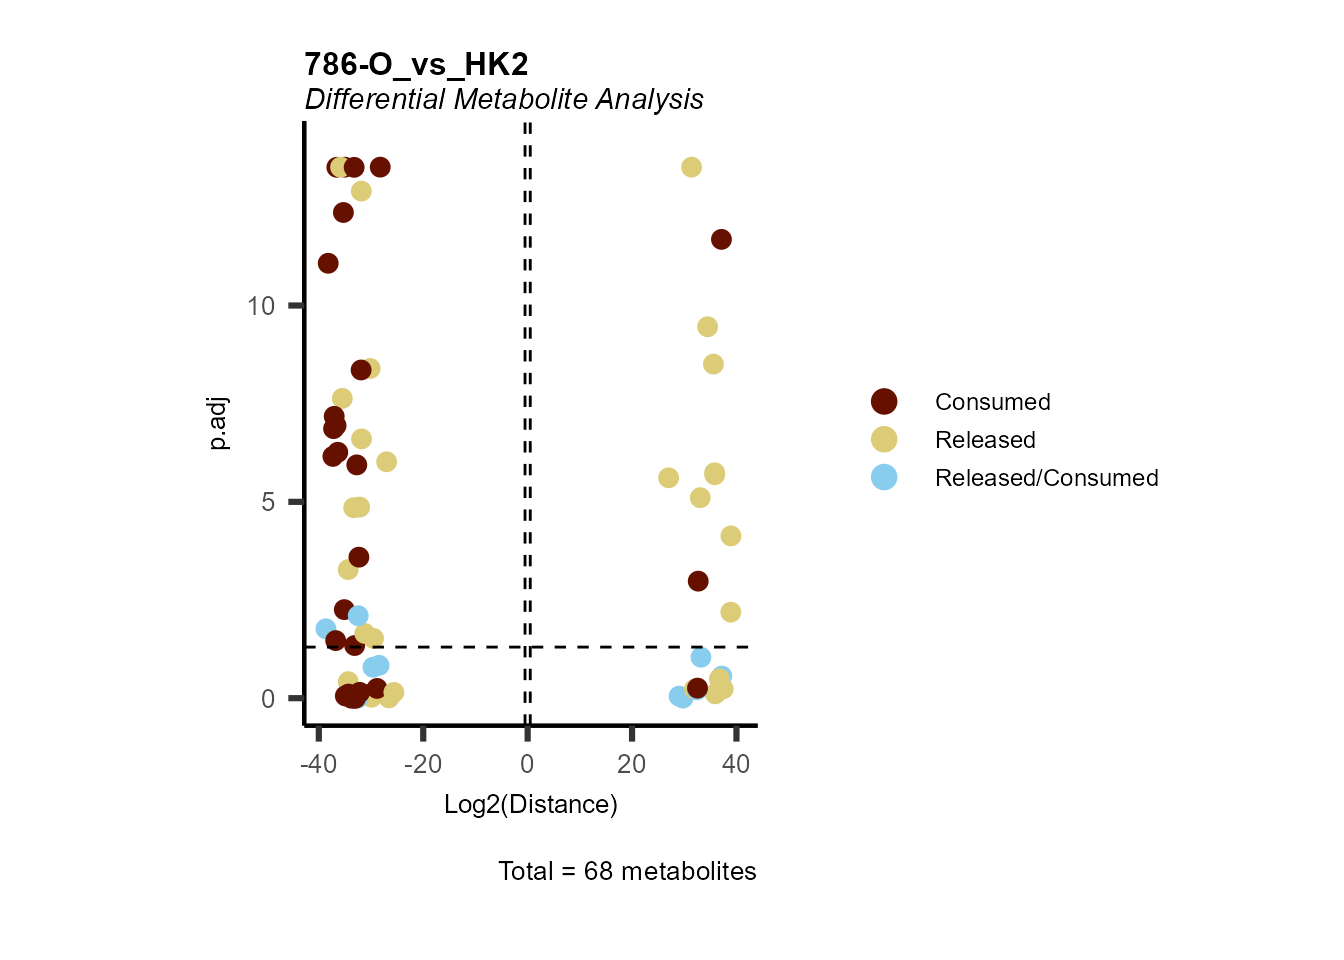 786-O_vs_HK2
Differential Metabolite Analysis
p.adj
10
5
0
-40
-20
0
20
40
Log2(Distance)
Consumed
Released
Released/Consumed
Total = 68 metabolites